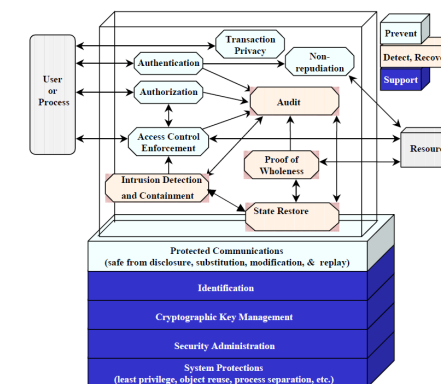 Transaction
Privacy
Prevent
User
or
Process
Authentication
Non-
repudiation
Detect, Recove
Support
Authorization
Audit
Access Control
Enforcement
Resour
Proof of
Wholeness
Intrusion Detection
and Containment
State Restore
Protected Communications
(safe from disclosure, substitution, modification, & replay)
Identification
Cryptographic Key Management
Security Administration
System Protections
(least privilege, object reuse, process separation, etc.)